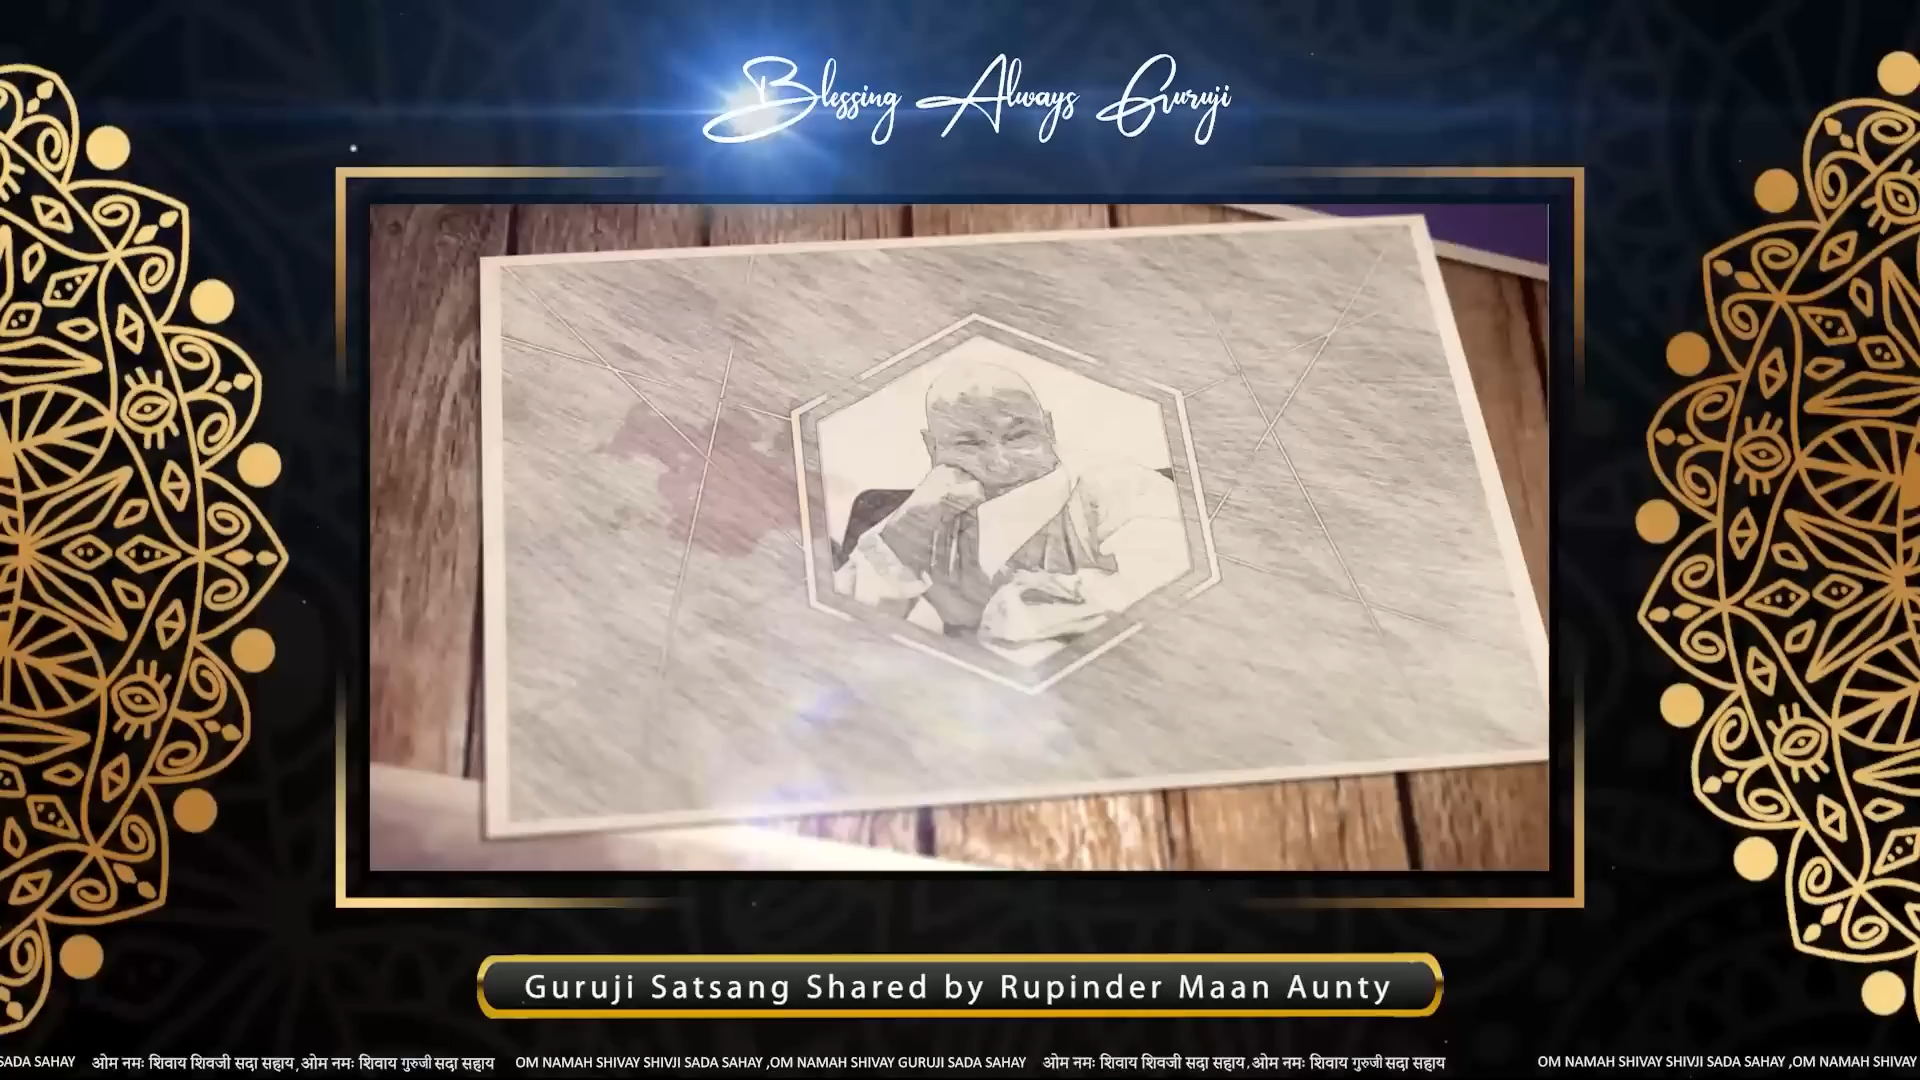 Blessing Always Guruji
Guruji Satsang Shared by Rupinder Maan Aunty
SADA SAHAY ओम नमः शिवाय शिवजी सदा सहाय,ओम नमः शिवाय गुरुजी सदा सहाय OM NAMAH SHIVAY SHIVJI SADA SAHAY ,OM NAMAH SHIVAY GURUJI SADA SAHAY ओम नमः शिवाय शिवजी सदा सहाय,ओम नमः शिवाय गुरुजी सदा सहाय OM NAMAH SHIVAY SHIVJI SADA SAHAY ,OM NAMAH SHIVAY